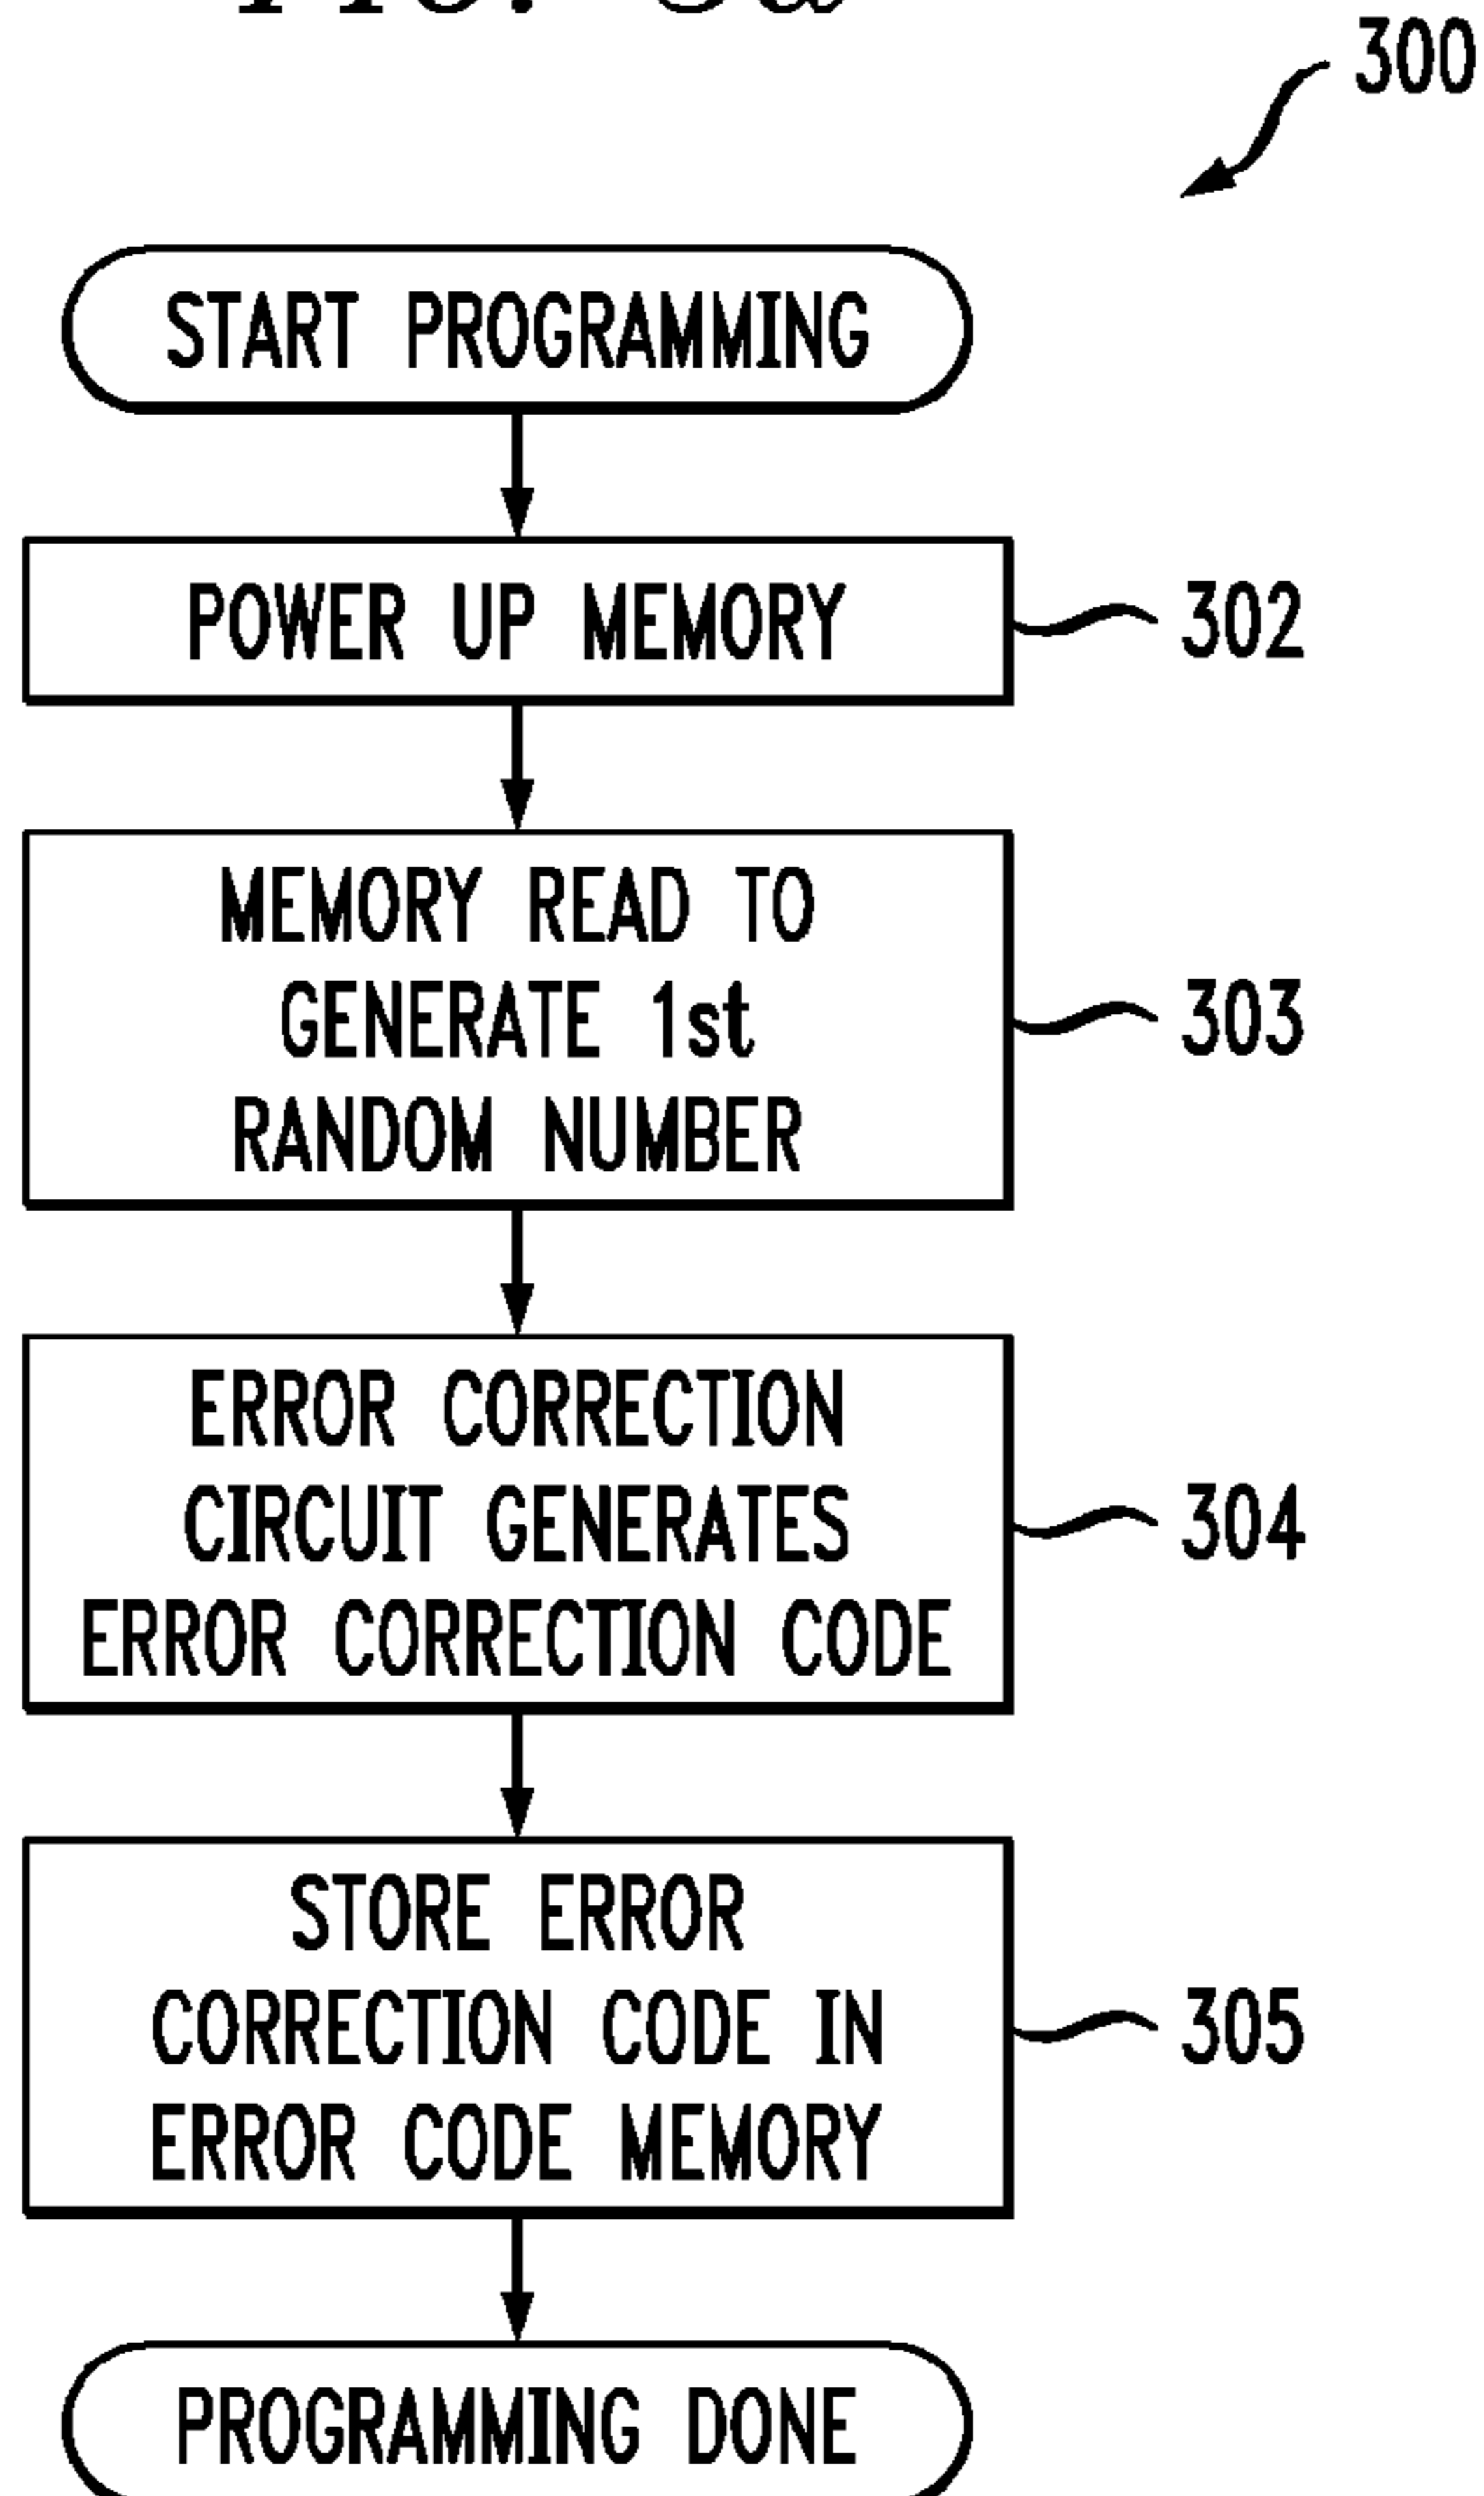 300
START PROGRAMMING
POWER UP MEMORY
302
MEMORY READ TO
GENERATE 1st
RANDOM NUMBER
303
ERROR CORRECTION
CIRCUIT GENERATES
ERROR CORRECTION CODE
304
STORE ERROR
CORRECTION CODE IN
ERROR CODE MEMORY
305
PROGRAMMING DONE